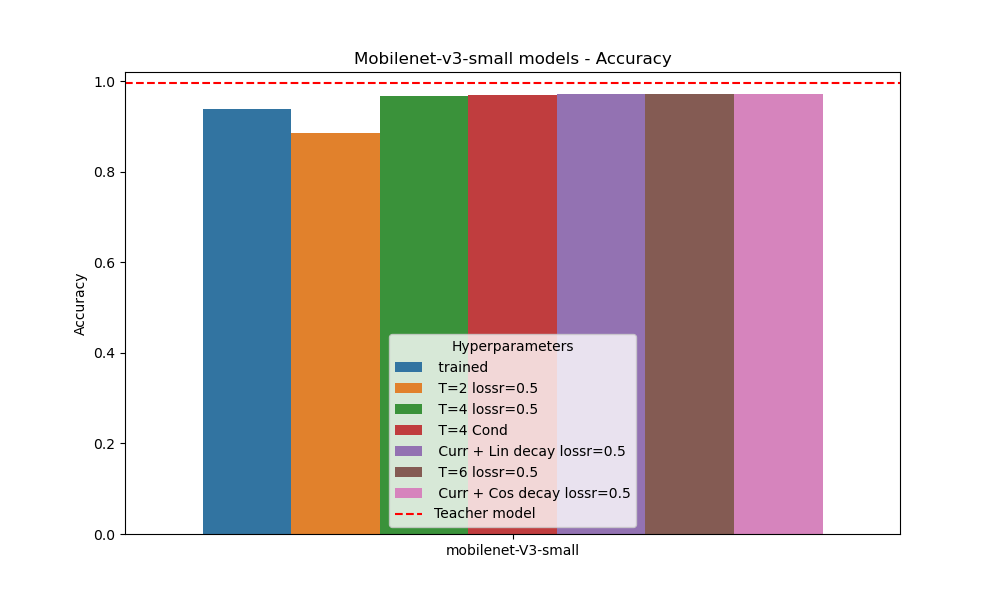 Mobilenet-v3-small models - Accuracy
1.0
0.8
0.6
0.4
0.2
0.0
Accuracy
Hyperparameters
trained
T=2 lossr=0.5
T=4 lossr=0.5
T=4 Cond
Curr + Lin decay lossr=0.5
T=6 lossr=0.5
Curr + Cos decay lossr=0.5
Teacher model
mobilenet-V3-small